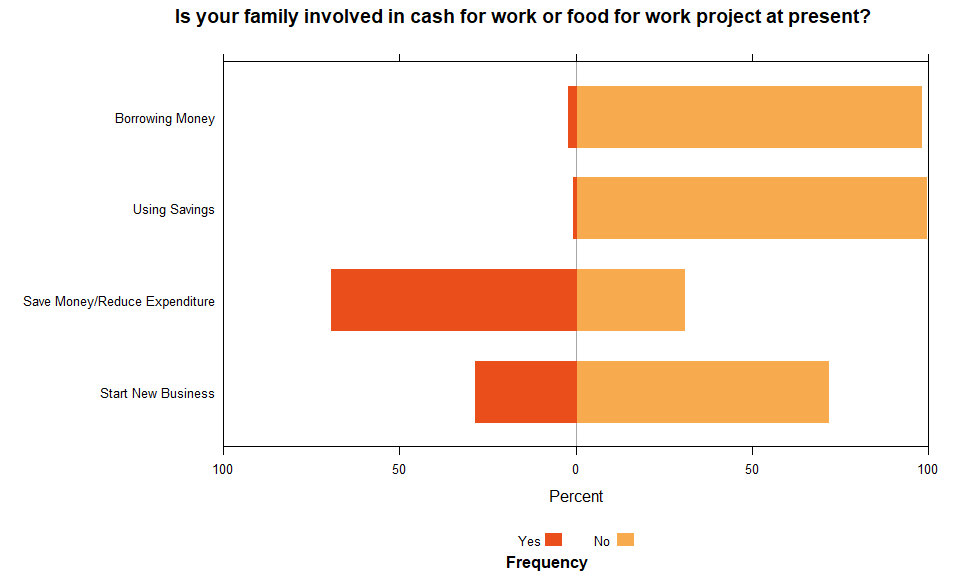 Is your family involved in cash for work or food for work project at present?
Borrowing Money
Using Savings
Save Money/Reduce Expenditure
Start New Business
100 50 0 50 100
Percent
Yes No
Frequency